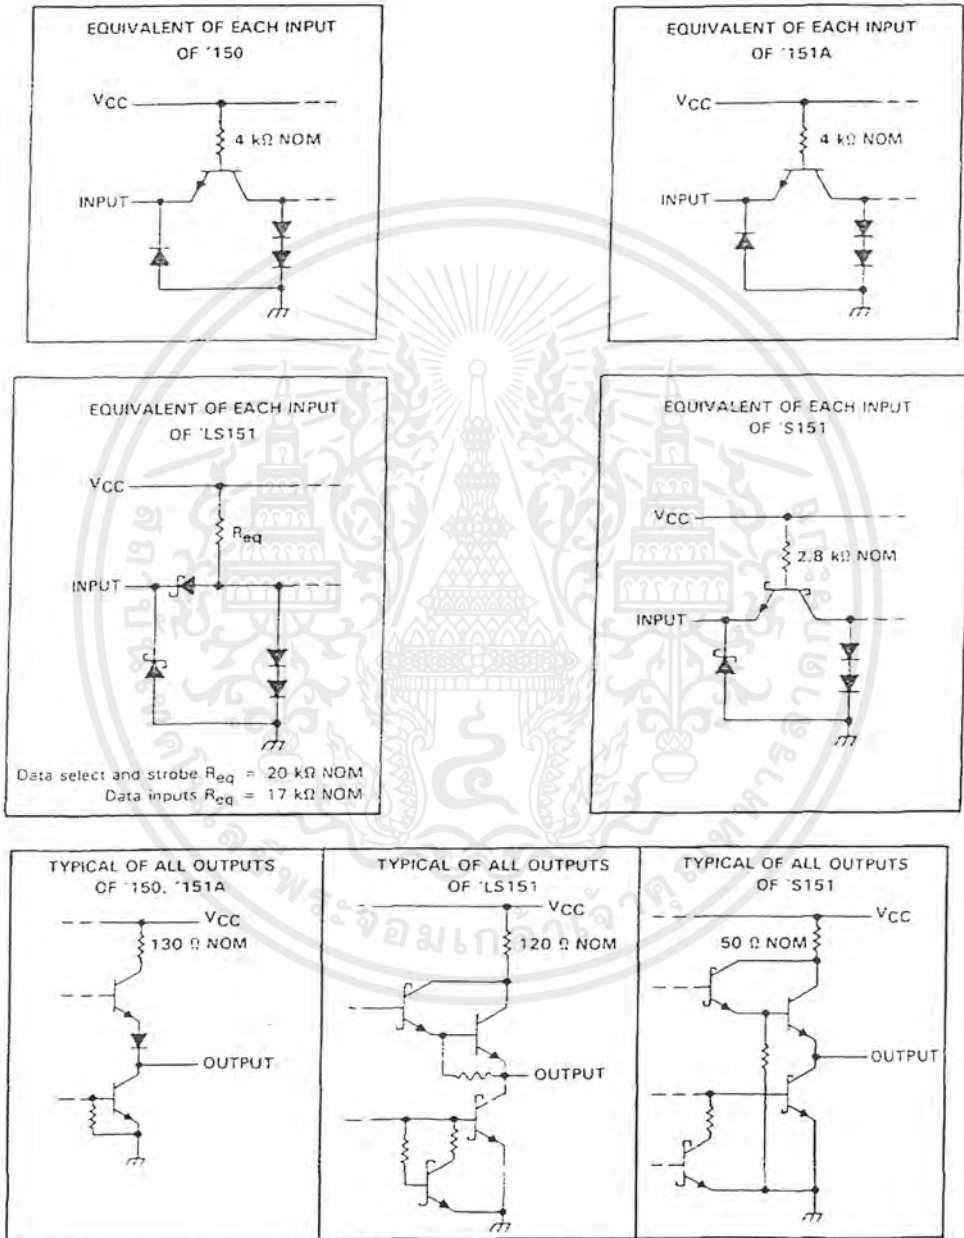 EQUIVALENT OF EACH INPUT
OF '150
VCC
4 kΩ NOM
INPUT
EQUIVALENT OF EACH INPUT
OF '151A
VCC
4 kΩ NOM
INPUT
EQUIVALENT OF EACH INPUT
OF 'LS151
VCC
Req
INPUT
Data select and strobe Req = 20 kΩ NOM
Data inputs Req = 17 kΩ NOM
EQUIVALENT OF EACH INPUT
OF 'S151
VCC
2.8 kΩ NOM
INPUT
TYPICAL OF ALL OUTPUTS
OF '150, '151A
VCC
130 Ω NOM
OUTPUT
TYPICAL OF ALL OUTPUTS
OF 'LS151
VCC
120 Ω NOM
OUTPUT
TYPICAL OF ALL OUTPUTS
OF 'S151
VCC
50 Ω NOM
OUTPUT